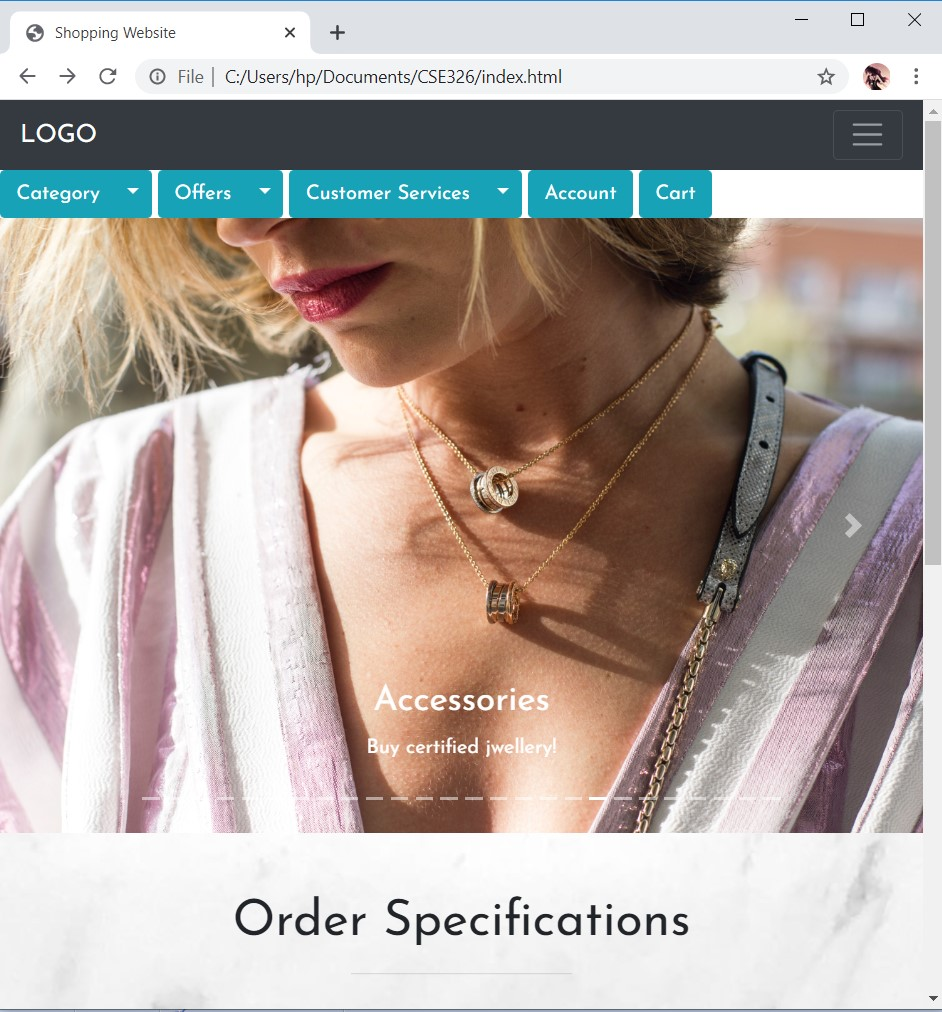 Shopping Website
File | C:/Users/hp/Documents/CSE326/index.html
LOGO
Category Offers Customer Services Account Cart
Accessories
Buy certified jwellery!
Order Specifications